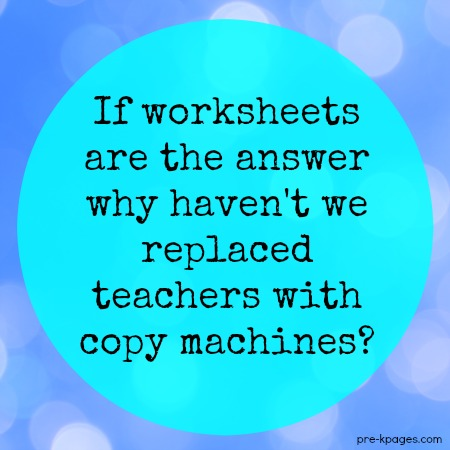 If worksheets
are the answer
why haven't we
replaced
teachers with
copy machines?
pre-kpages.com